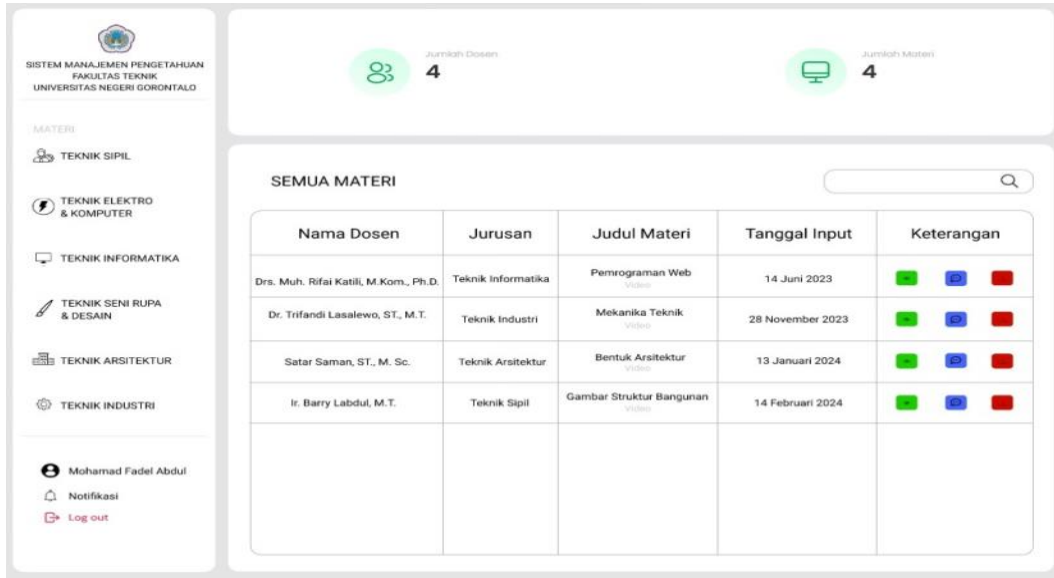 SISTEM MANAJEMEN PENGETAHUAN
FAKULTAS TEKNIK
UNIVERSITAS NEGERI GORONTALO
MATERI
TEKNIK SIPIL
TEKNIK ELEKTRO
& KOMPUTER
TEKNIK INFORMATIKA
TEKNIK SENI RUPA
& DESAIN
TEKNIK ARSITEKTUR
TEKNIK INDUSTRI
Mohamad Fadel Abdul
Notifikasi
Log out
Jumlah Dosen
4
Jumlah Materi
4
SEMUA MATERI
Nama Dosen Jurusan Judul Materi Tanggal Input Keterangan
Drs. Muh. Rifai Katili, M.Kom., Ph.D. Teknik Informatika Pemrograman Web 14 Juni 2023
Video
Dr. Trifandi Lasalewo, ST., M.T. Teknik Industri Mekanika Teknik 28 November 2023
Video
Satar Saman, ST., M. Sc. Teknik Arsitektur Bentuk Arsitektur 13 Januari 2024
Video
Ir. Barry Labdul, M.T. Teknik Sipil Gambar Struktur Bangunan 14 Februari 2024
Video